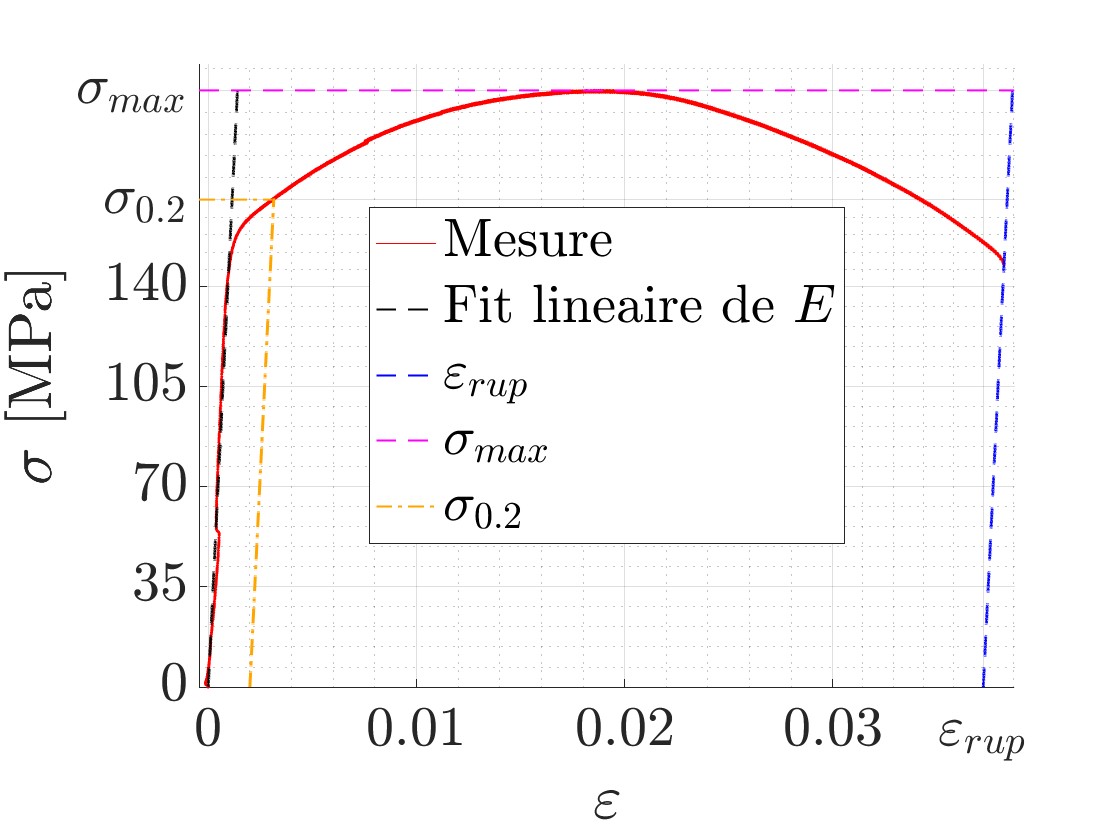 σ_max
σ_0.2
140
105
70
35
0
σ [MPa]
Mesure
Fit lineaire de E
ε_rup
σ_max
σ_0.2
0
0.01
0.02
0.03
ε_rup
ε